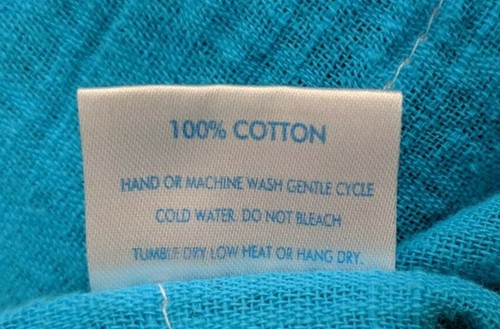 100% COTTON
HAND OR MACHINE WASH GENTLE CYCLE
COLD WATER. DO NOT BLEACH
TUMBLE DRY LOW HEAT OR HANG DRY.